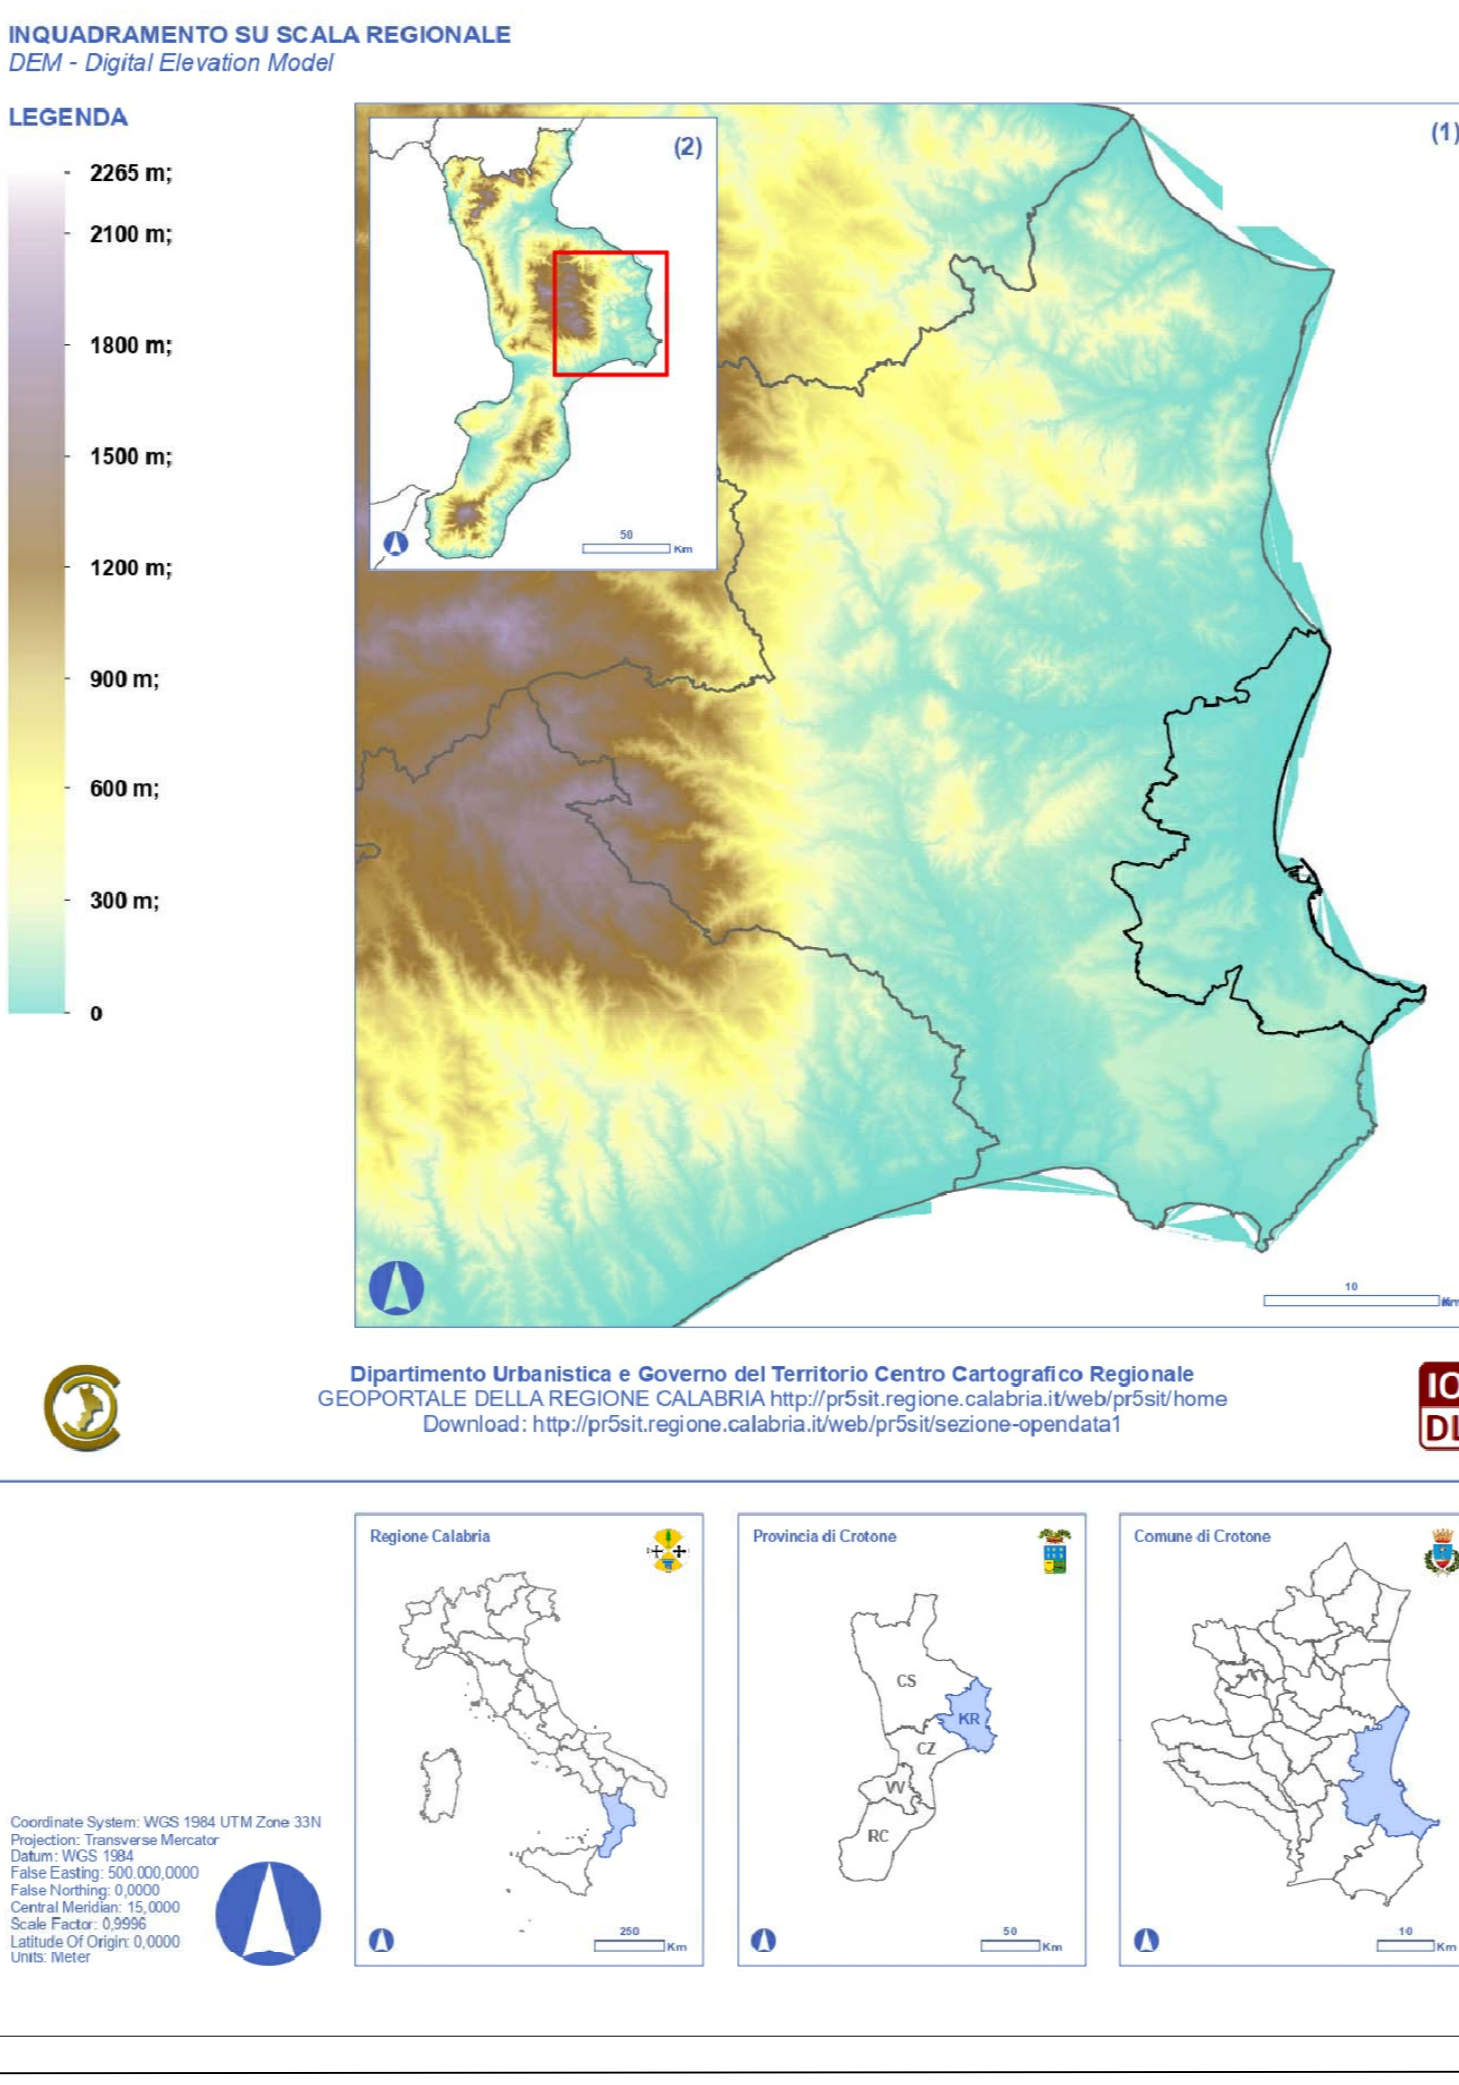 INQUADRAMENTO SU SCALA REGIONALE
DEM - Digital Elevation Model
LEGENDA
2265 m;
2100 m;
1800 m;
1500 m;
1200 m;
900 m;
600 m;
300 m;
0
(2)
50
Km
(1)
10
Km
Dipartimento Urbanistica e Governo del Territorio Centro Cartografico Regionale
GEOPORTALE DELLA REGIONE CALABRIA http://pr5sit.regione.calabria.it/web/pr5sit/home
Download: http://pr5sit.regione.calabria.it/web/pr5sit/sezione-opendata1
IO
DL
Regione Calabria
250
Km
Provincia di Crotone
CS
KR
CZ
VV
RC
50
Km
Comune di Crotone
10
Km
Coordinate System: WGS 1984 UTM Zone 33N
Projection: Transverse Mercator
Datum: WGS 1984
False Easting: 500.000,0000
False Northing: 0,0000
Central Meridian: 15,0000
Scale Factor: 0,9996
Latitude Of Origin: 0,0000
Units: Meter